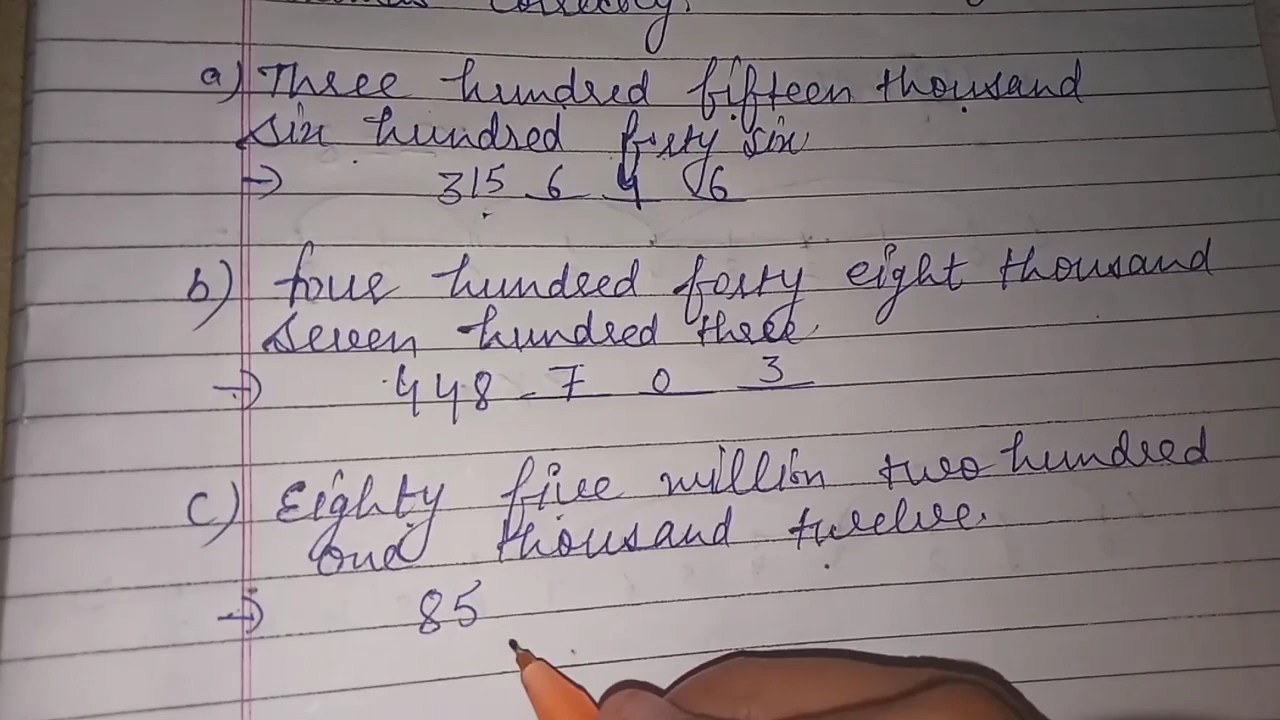 correctly.
a) Three hundred fifteen thousand
six hundred forty six
→ 315 6 4 6
b) four hundred forty eight thousand
seven hundred three.
→ 448 7 0 3
c) Eighty five million two hundred
one thousand twelve.
→ 85